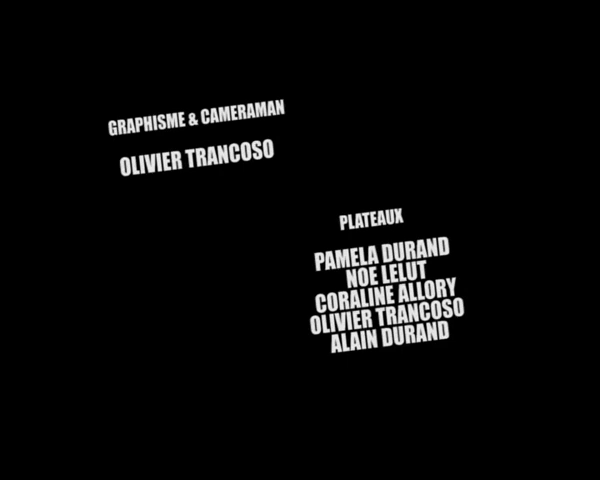 GRAPHISME & CAMERAMAN
OLIVIER TRANCOSO
PLATEAUX
PAMELA DURAND
NOE LELUT
CORALINE ALLORY
OLIVIER TRANCOSO
ALAIN DURAND